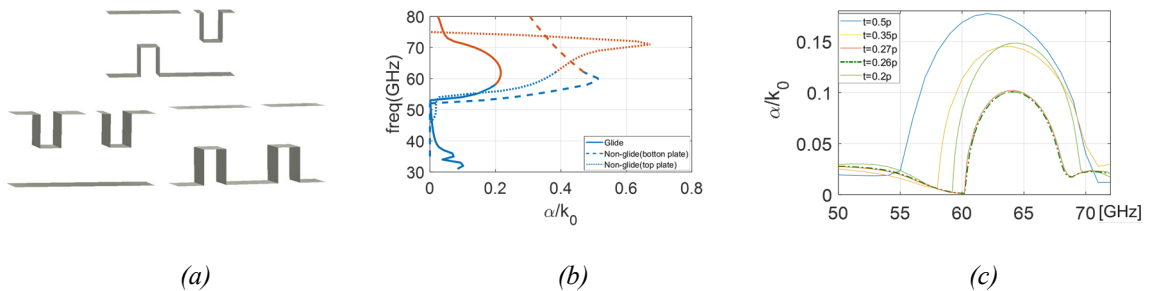 80
70
60
50
40
30
freq(GHz)
0
0.2
0.4
0.6
0.8
α/k0
Glide
Non-glide(botton plate)
Non-glide(top plate)
0.15
0.1
0.05
0
α/k0
50
55
60
65
70
[GHz]
t=0.5p
t=0.35p
t=0.27p
t=0.26p
t=0.2p
(a)
(b)
(c)